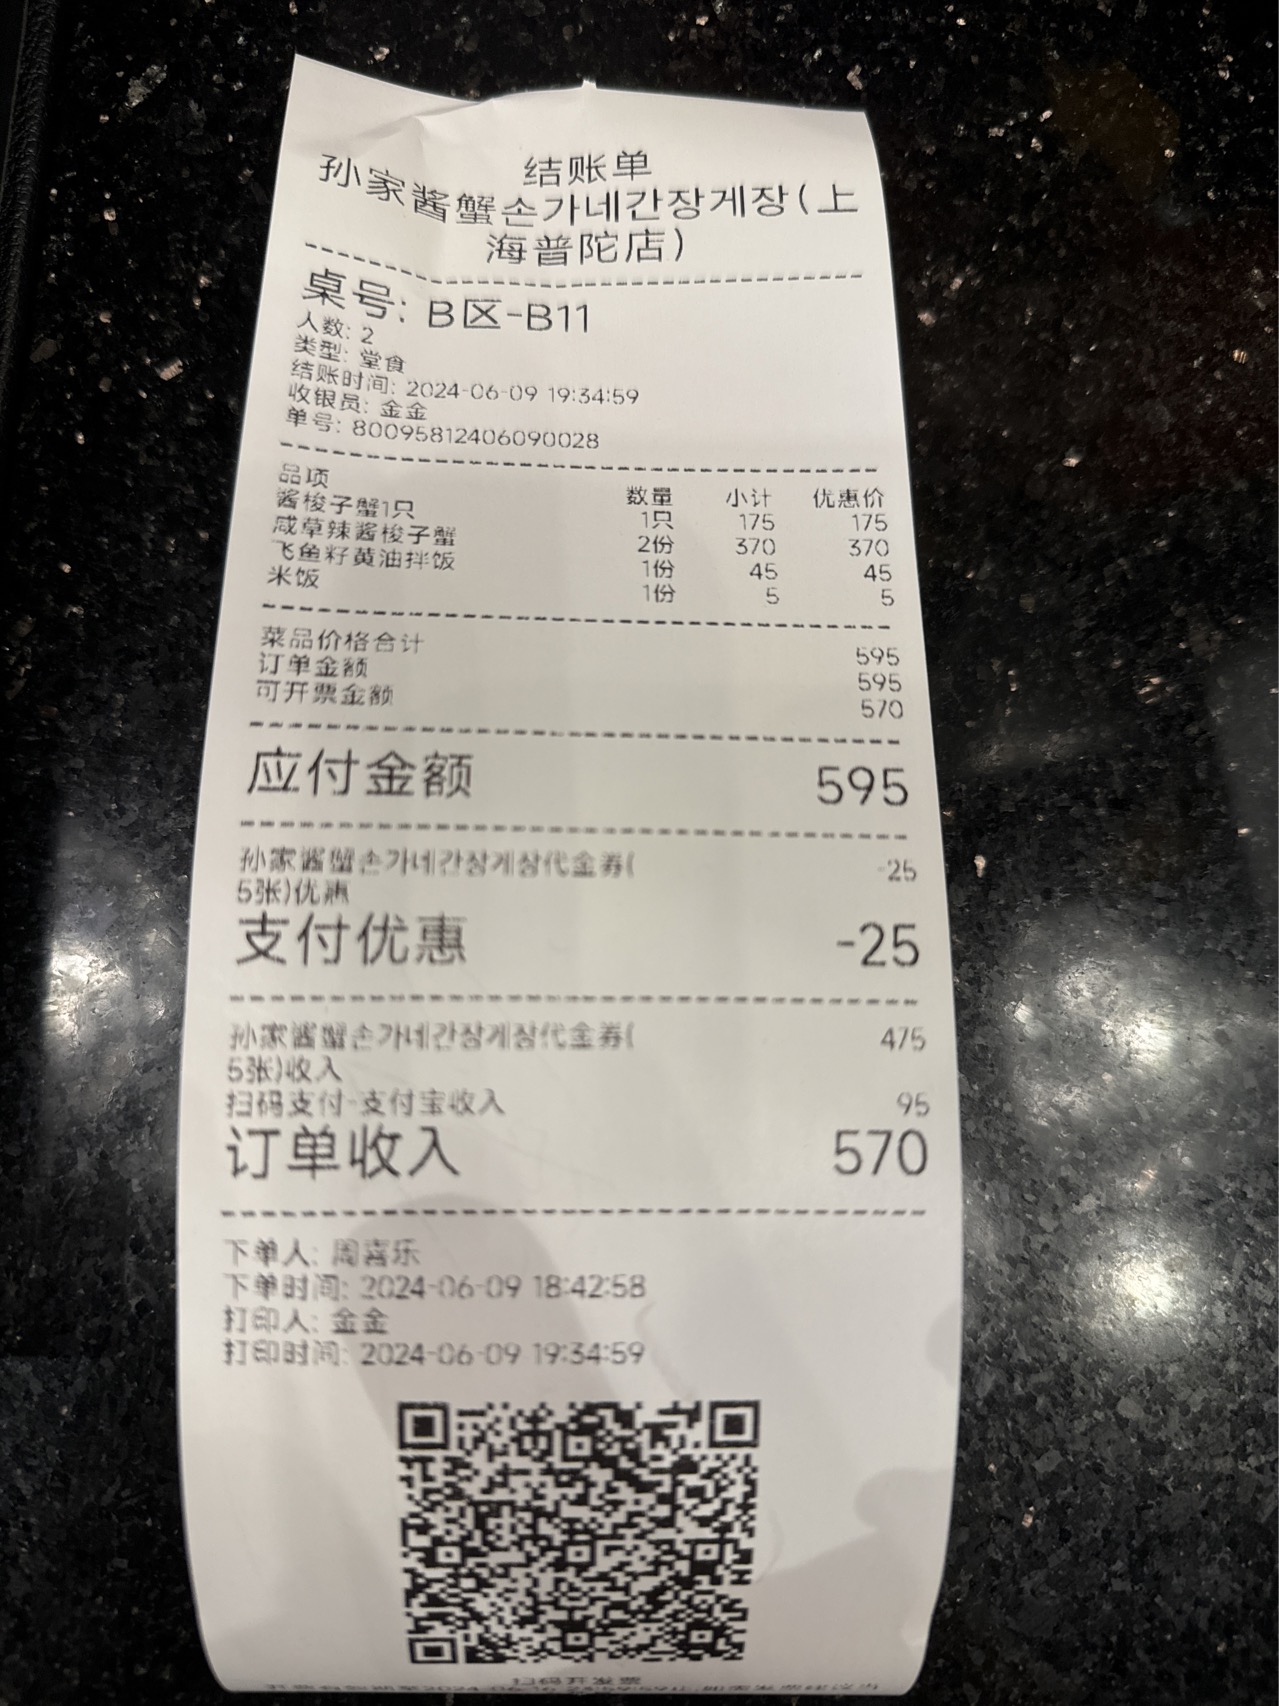 结账单
孙家酱蟹손가네간장게장(上
海普陀店)
桌号: B区-B11
人数: 2
类型: 堂食
结账时间: 2024-06-09 19:34:59
收银员: 金金
单号: 80095812406090028
品项 数量 小计 优惠价
酱梭子蟹1只 1只 175 175
咸草辣酱梭子蟹 2份 370 370
飞鱼籽黄油拌饭 1份 45 45
米饭 1份 5 5
菜品价格合计 595
订单金额 595
可开票金额 570
应付金额 595
孙家酱蟹손가네간장게장代金券( -25
5张)优惠
支付优惠 -25
孙家酱蟹손가네간장게장代金券( 475
5张)收入
扫码支付-支付宝收入 95
订单收入 570
下单人: 周喜乐
下单时间: 2024-06-09 18:42:58
打印人: 金金
打印时间: 2024-06-09 19:34:59
扫码开发票